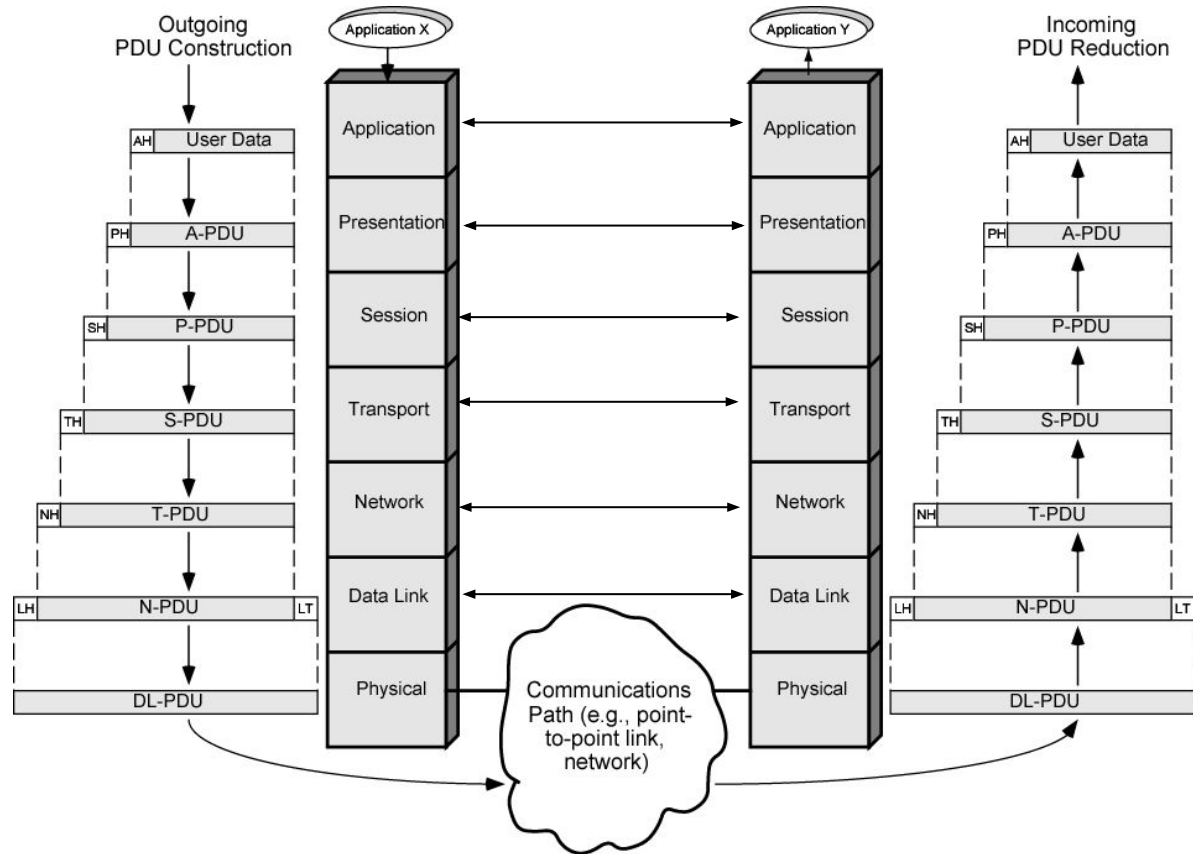 Outgoing
PDU Construction
Application X
Application Y
Incoming
PDU Reduction
AH User Data
Application
Application
AH User Data
PH A-PDU
Presentation
Presentation
PH A-PDU
SH P-PDU
Session
Session
SH P-PDU
TH S-PDU
Transport
Transport
TH S-PDU
NH T-PDU
Network
Network
NH T-PDU
LH N-PDU LT
Data Link
Data Link
LH N-PDU LT
DL-PDU
Physical
Communications
Path (e.g., point-
to-point link,
network)
Physical
DL-PDU